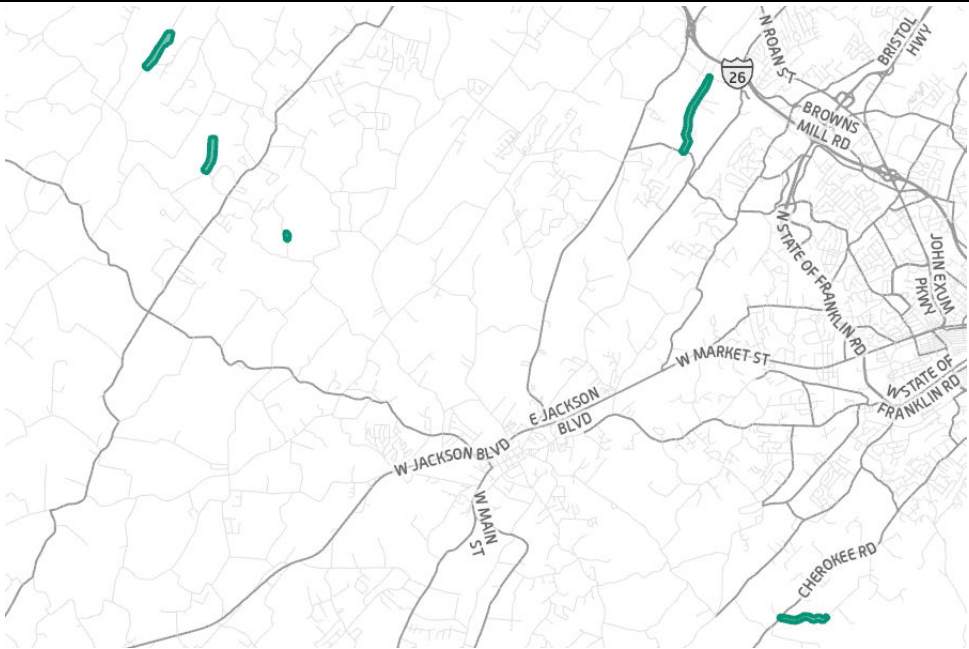 N ROAN ST
BRISTOL
HWY
26
BROWNS
MILL RD
N STATE OF FRANKLIN RD
JOHN EXUM
PKWY
W MARKET ST
W STATE OF
FRANKLIN RD
E JACKSON
BLVD
W JACKSON BLVD
W MAIN
ST
CHEROKEE RD